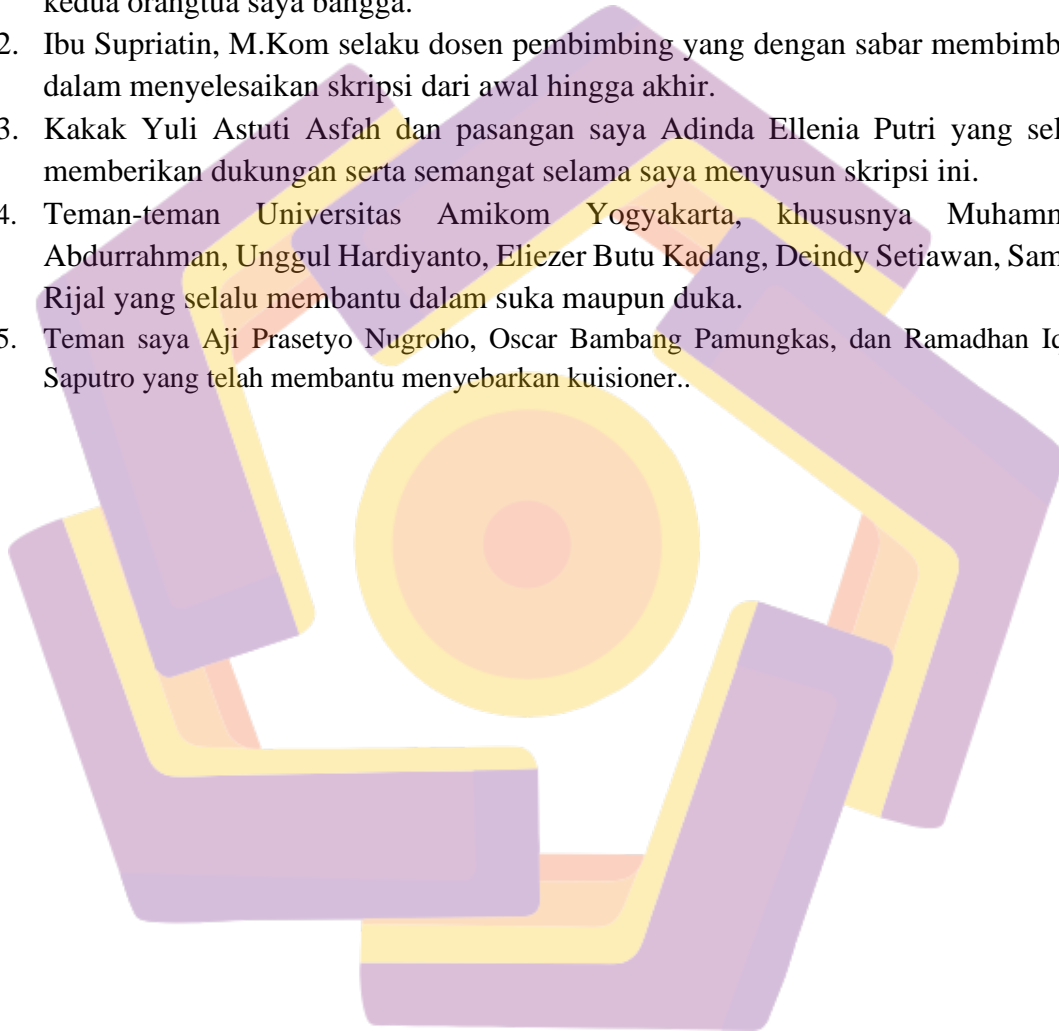 kedua orangtua saya bangga.
2. Ibu Supriatin, M.Kom selaku dosen pembimbing yang dengan sabar membimb
dalam menyelesaikan skripsi dari awal hingga akhir.
3. Kakak Yuli Astuti Asfah dan pasangan saya Adinda Ellenia Putri yang sel
memberikan dukungan serta semangat selama saya menyusun skripsi ini.
4. Teman-teman Universitas Amikom Yogyakarta, khususnya Muhamm
Abdurrahman, Unggul Hardiyanto, Eliezer Butu Kadang, Deindy Setiawan, Sam
Rijal yang selalu membantu dalam suka maupun duka.
5. Teman saya Aji Prasetyo Nugroho, Oscar Bambang Pamungkas, dan Ramadhan Iq
Saputro yang telah membantu menyebarkan kuisioner..